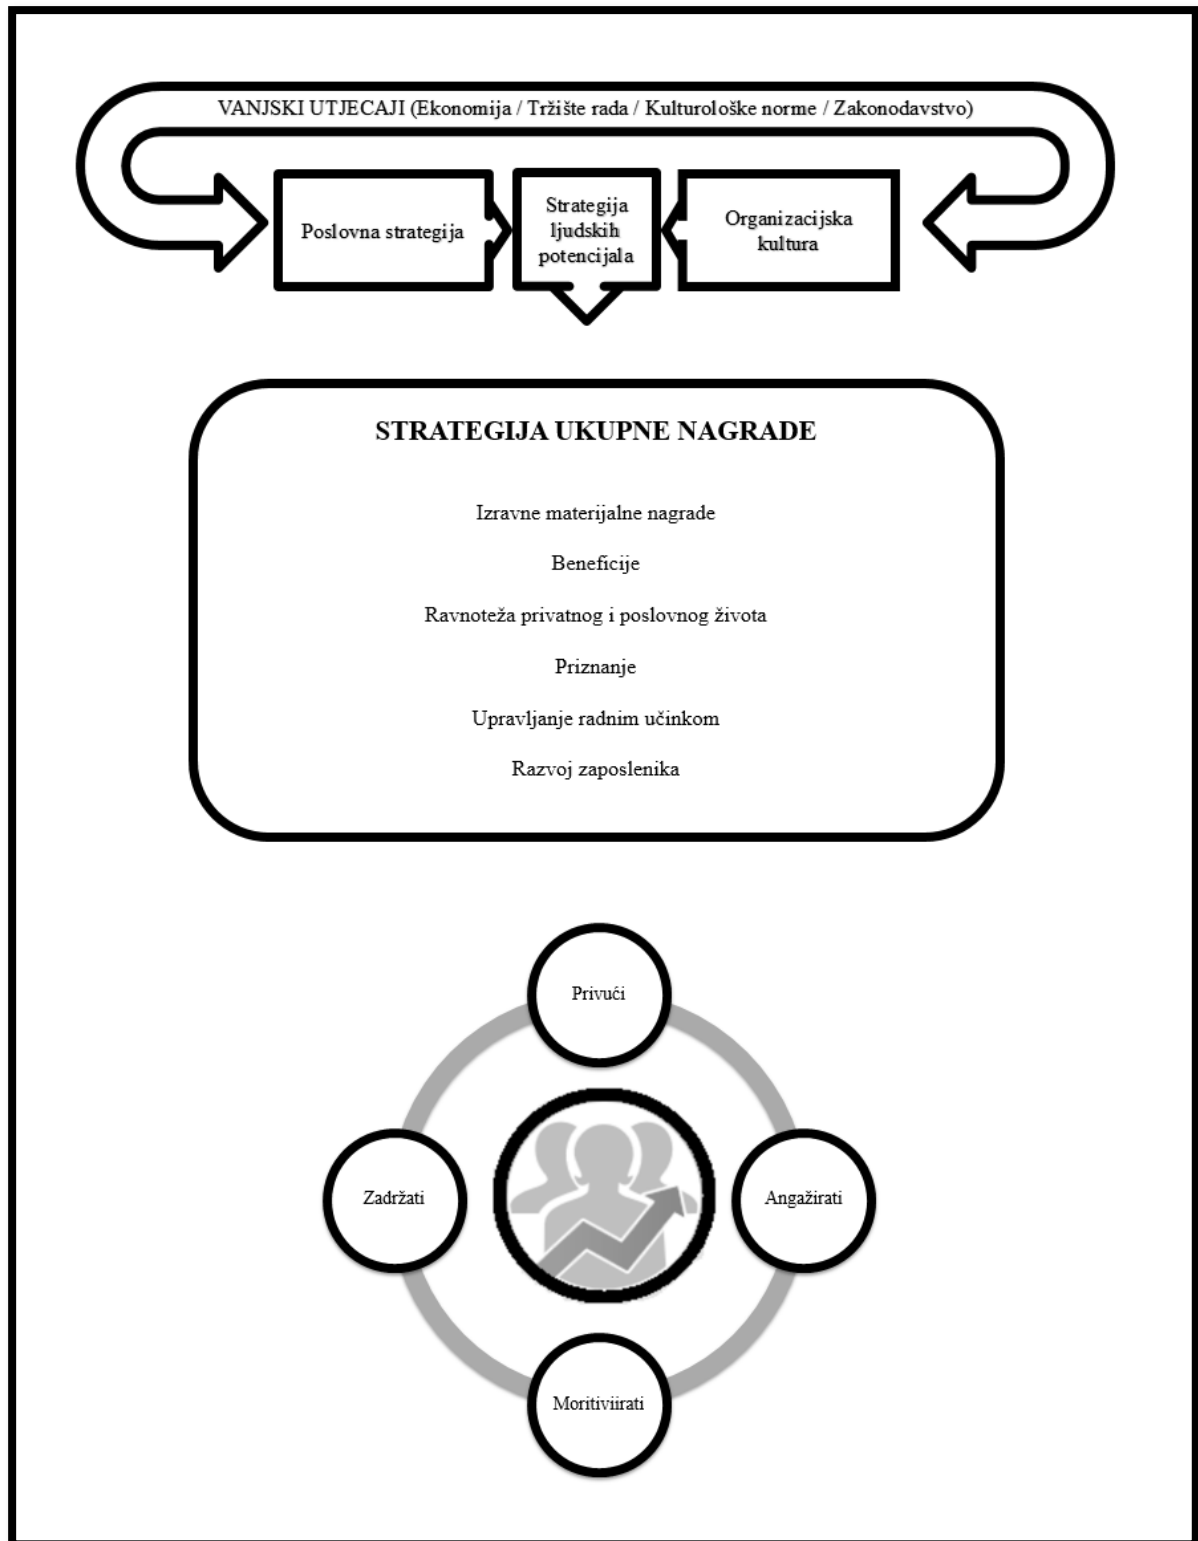 VANJSKI UTJECAJI (Ekonomija / Tržište rada / Kulturološke norme / Zakonodavstvo)
Poslovna strategija
Strategija
ljudskih
potencijala
Organizacijska
kultura
STRATEGIJA UKUPNE NAGRADE
Izravne materijalne nagrade
Beneficije
Ravnoteža privatnog i poslovnog života
Priznanje
Upravljanje radnim učinkom
Razvoj zaposlenika
Privući
Zadržati
Angažirati
Moritiviirati